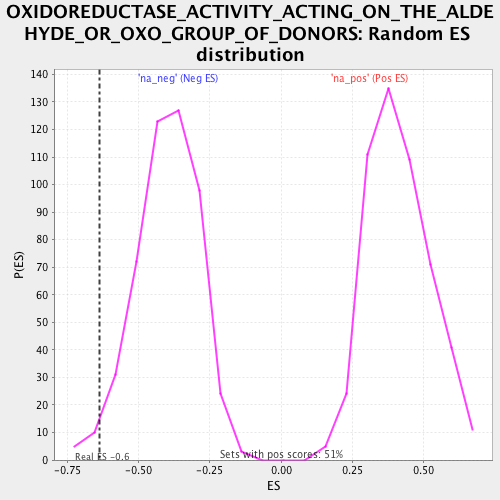 OXIDOREDUCTASE_ACTIVITY_ACTING_ON_THE_ALDE
HYDE_OR_OXO_GROUP_OF_DONORS: Random ES
distribution
'na_neg' (Neg ES) 'na_pos' (Pos ES)
140
130
120
110
100
90
80
70
60
50
40
30
20
10
0
P(ES)
Real ES -0.6 Sets with pos scores: 51%
-0.75 -0.50 -0.25 0.00 0.25 0.50
ES